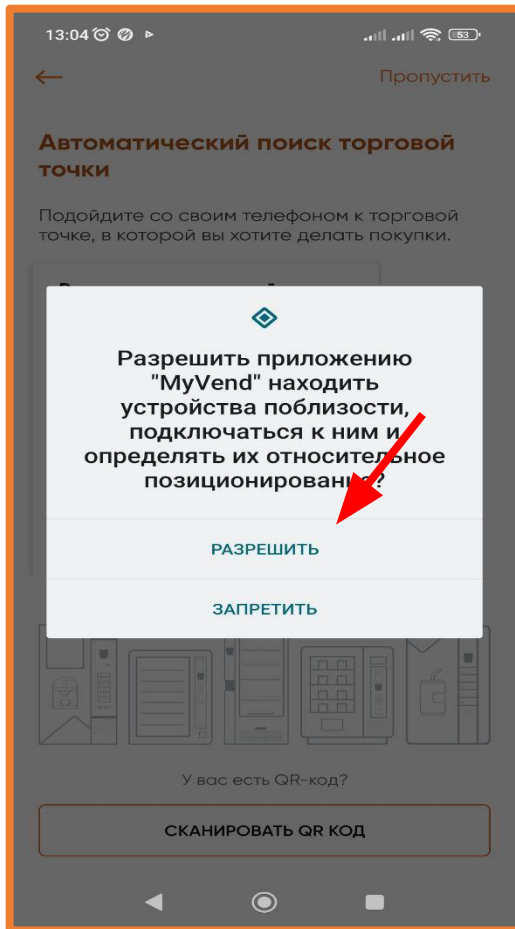 13:04
53
Пропустить
Автоматический поиск торговой
точки
Подойдите со своим телефоном к торговой
точке, в которой вы хотите делать покупки.
Разрешить приложению
"MyVend" находить
устройства поблизости,
подключаться к ним и
определять их относительное
позиционирование?
РАЗРЕШИТЬ
ЗАПРЕТИТЬ
У вас есть QR-код?
СКАНИРОВАТЬ QR КОД